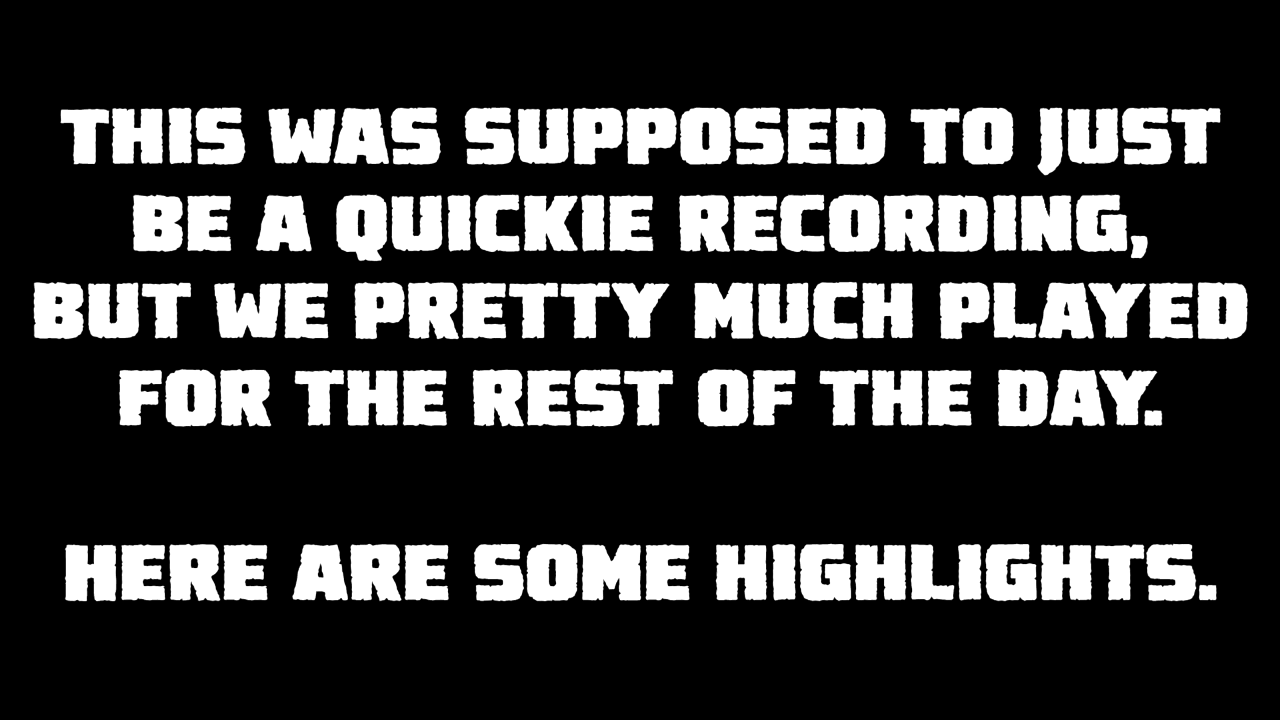 THIS WAS SUPPOSED TO JUST
BE A QUICKIE RECORDING,
BUT WE PRETTY MUCH PLAYED
FOR THE REST OF THE DAY.
HERE ARE SOME HIGHLIGHTS.